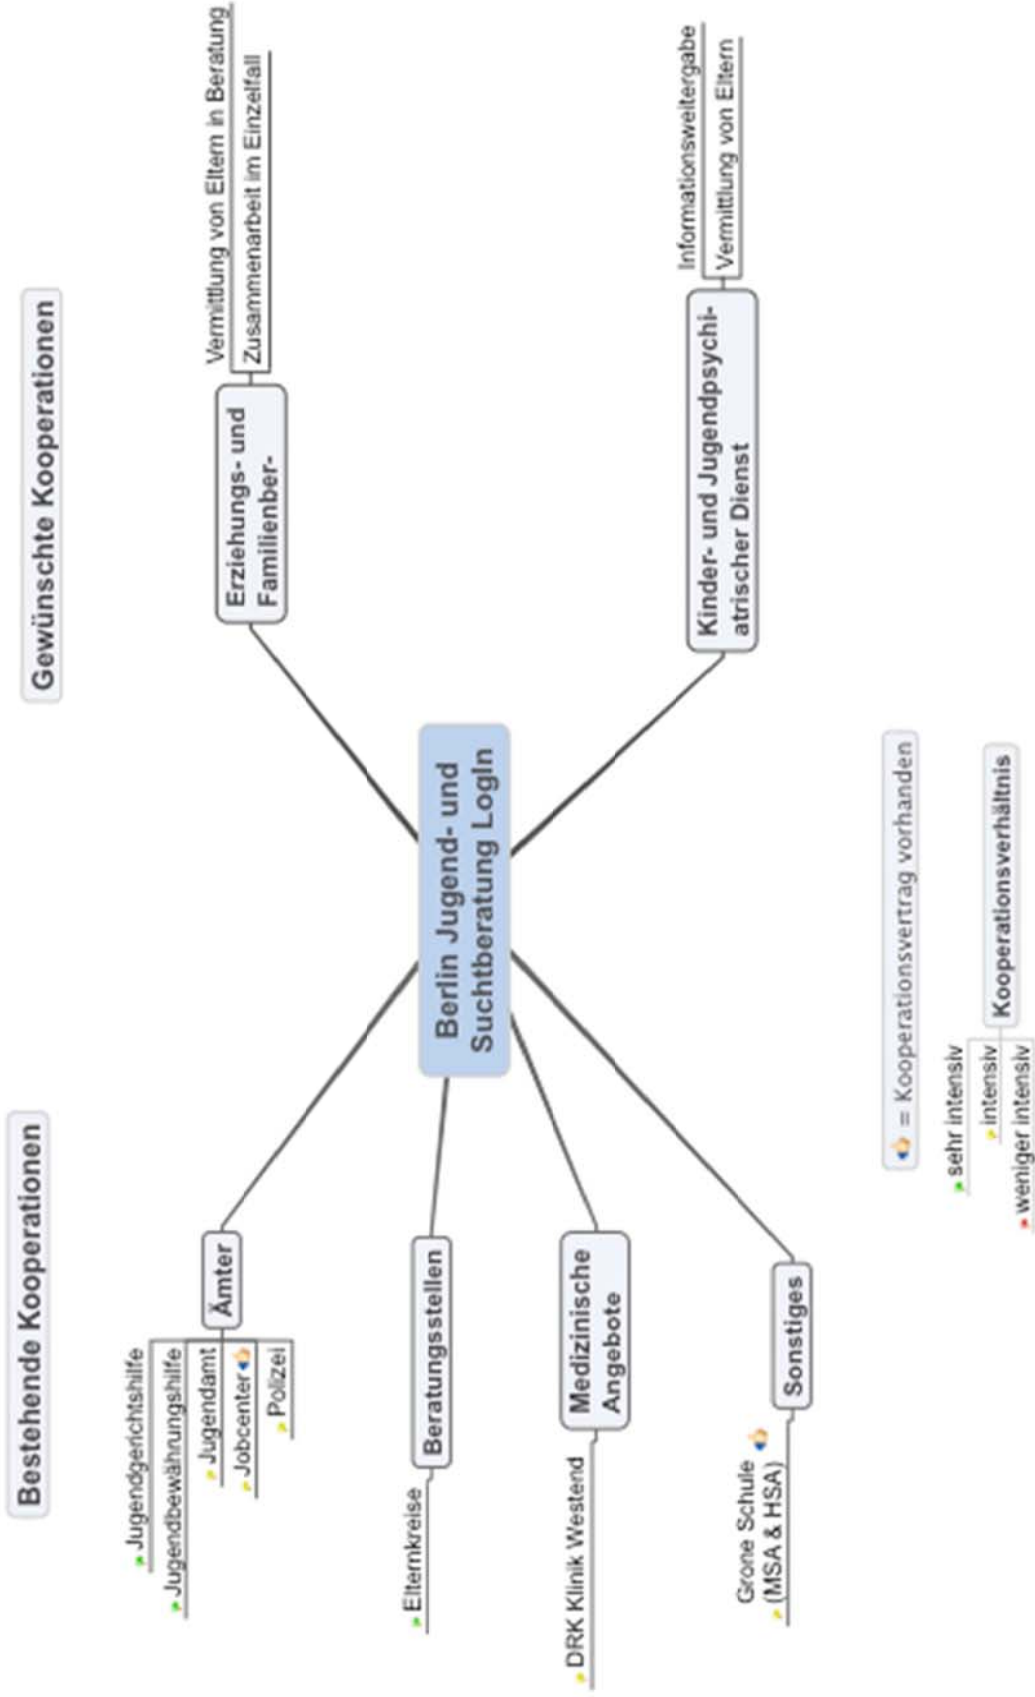 Bestehende Kooperationen
Gewünschte Kooperationen
Jugendgerichtshilfe
Jugendbewährungshilfe
Jugendamt
Jobcenter
Polizei
Ämter
Elternkreise
Beratungsstellen
DRK Klinik Westend
Medizinische
Angebote
Grone Schule
(MSA & HSA)
Sonstiges
Berlin Jugend- und
Suchtberatung LogIn
Erziehungs- und
Familienber-
Vermittlung von Eltern in Beratung
Zusammenarbeit im Einzelfall
Kinder- und Jugendpsychi-
atrischer Dienst
Informationsweitergabe
Vermittlung von Eltern
= Kooperationsvertrag vorhanden
sehr intensiv
intensiv
weniger intensiv
Kooperationsverhältnis